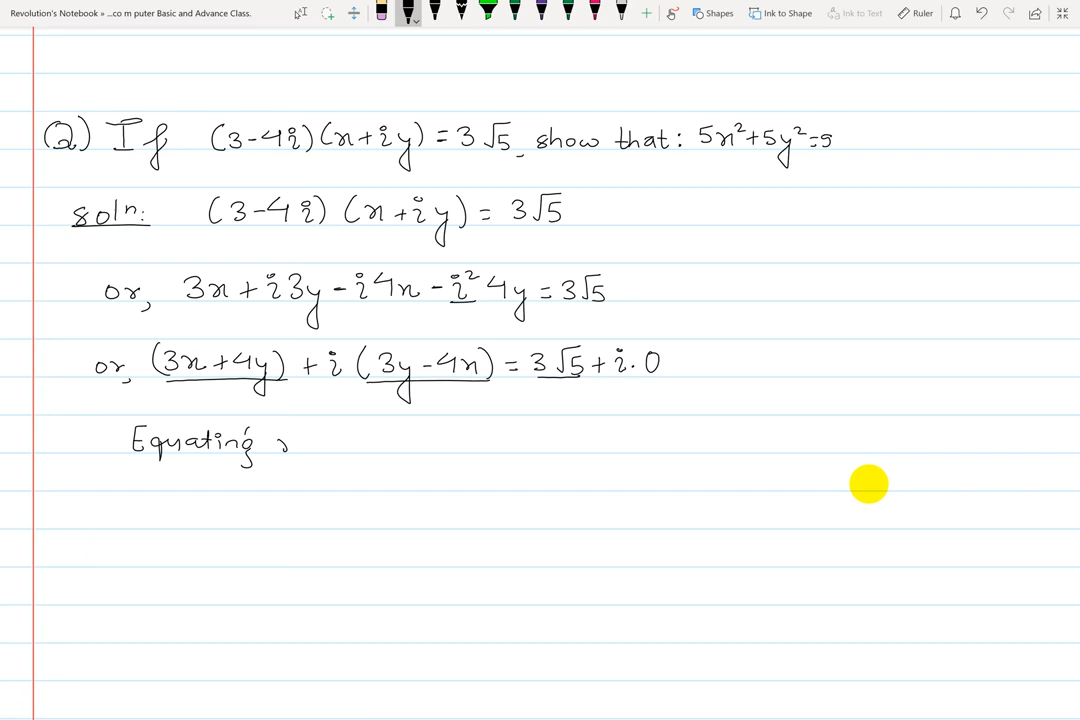 Revolution's Notebook » ...co m puter Basic and Advance Class. Shapes Ink to Shape Ink to Text Ruler
Q) If (3-4i)(x+iy) = 3√5, show that: 5x²+5y²=9
soln: (3-4i) (x+iy) = 3√5
or, 3x + i3y - i4x - i²4y = 3√5
or, (3x+4y) + i (3y-4x) = 3√5 + i.0
Equating